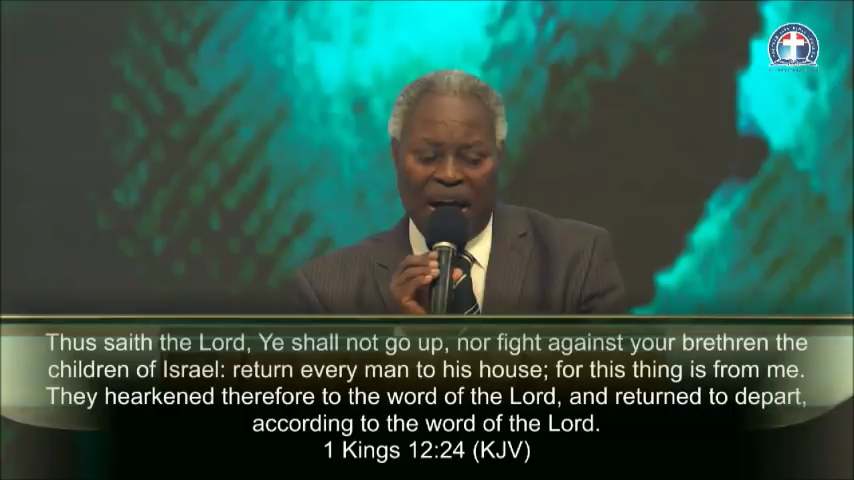 Thus saith the Lord, Ye shall not go up, nor fight against your brethren the
children of Israel: return every man to his house; for this thing is from me.
They hearkened therefore to the word of the Lord, and returned to depart,
according to the word of the Lord.
1 Kings 12:24 (KJV)